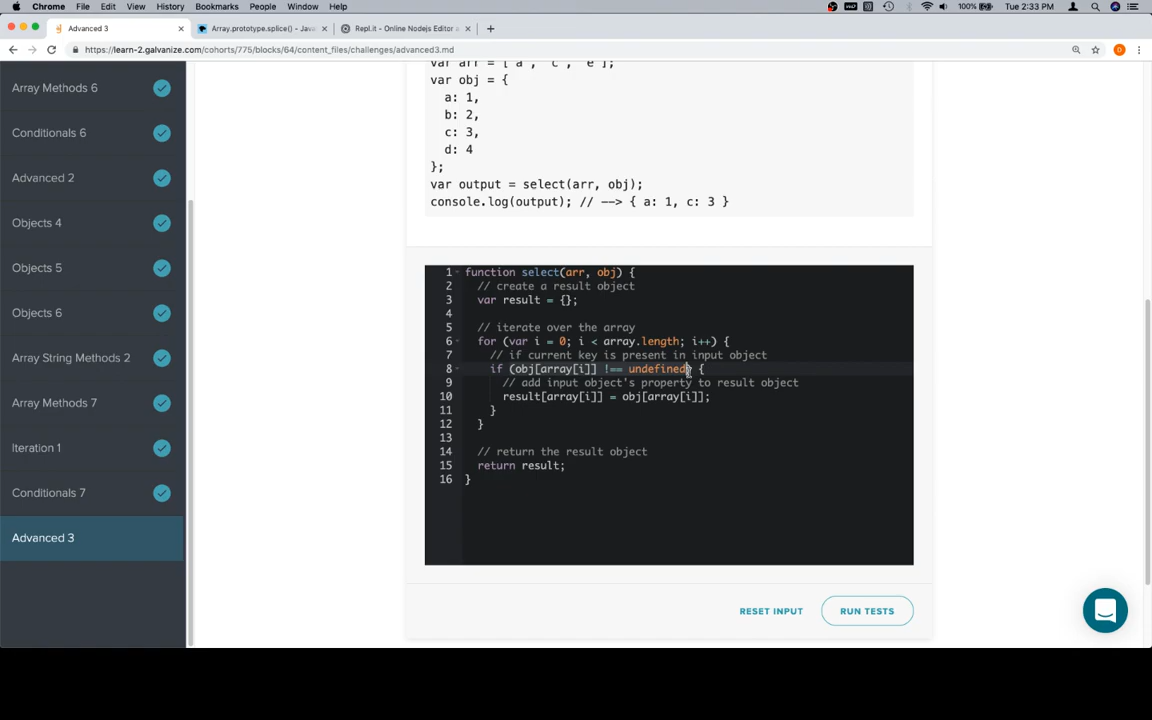 Chrome File Edit View History Bookmarks People Window Help 100% Tue 2:33 PM
Advanced 3 Array.prototype.splice() - Java Repl.it - Online Nodejs Editor &
https://learn-2.galvanize.com/cohorts/775/blocks/64/content_files/challenges/advanced3.md
Array Methods 6
Conditionals 6
Advanced 2
Objects 4
Objects 5
Objects 6
Array String Methods 2
Array Methods 7
Iteration 1
Conditionals 7
Advanced 3
var arr = ['a', 'c', 'e'];
var obj = {
a: 1,
b: 2,
c: 3,
d: 4
};
var output = select(arr, obj);
console.log(output); // --> { a: 1, c: 3 }
1 function select(arr, obj) {
2 // create a result object
3 var result = {};
4
5 // iterate over the array
6 for (var i = 0; i < array.length; i++) {
7 // if current key is present in input object
8 if (obj[array[i]] !== undefined) {
9 // add input object's property to result object
10 result[array[i]] = obj[array[i]];
11 }
12 }
13
14 // return the result object
15 return result;
16 }
RESET INPUT RUN TESTS